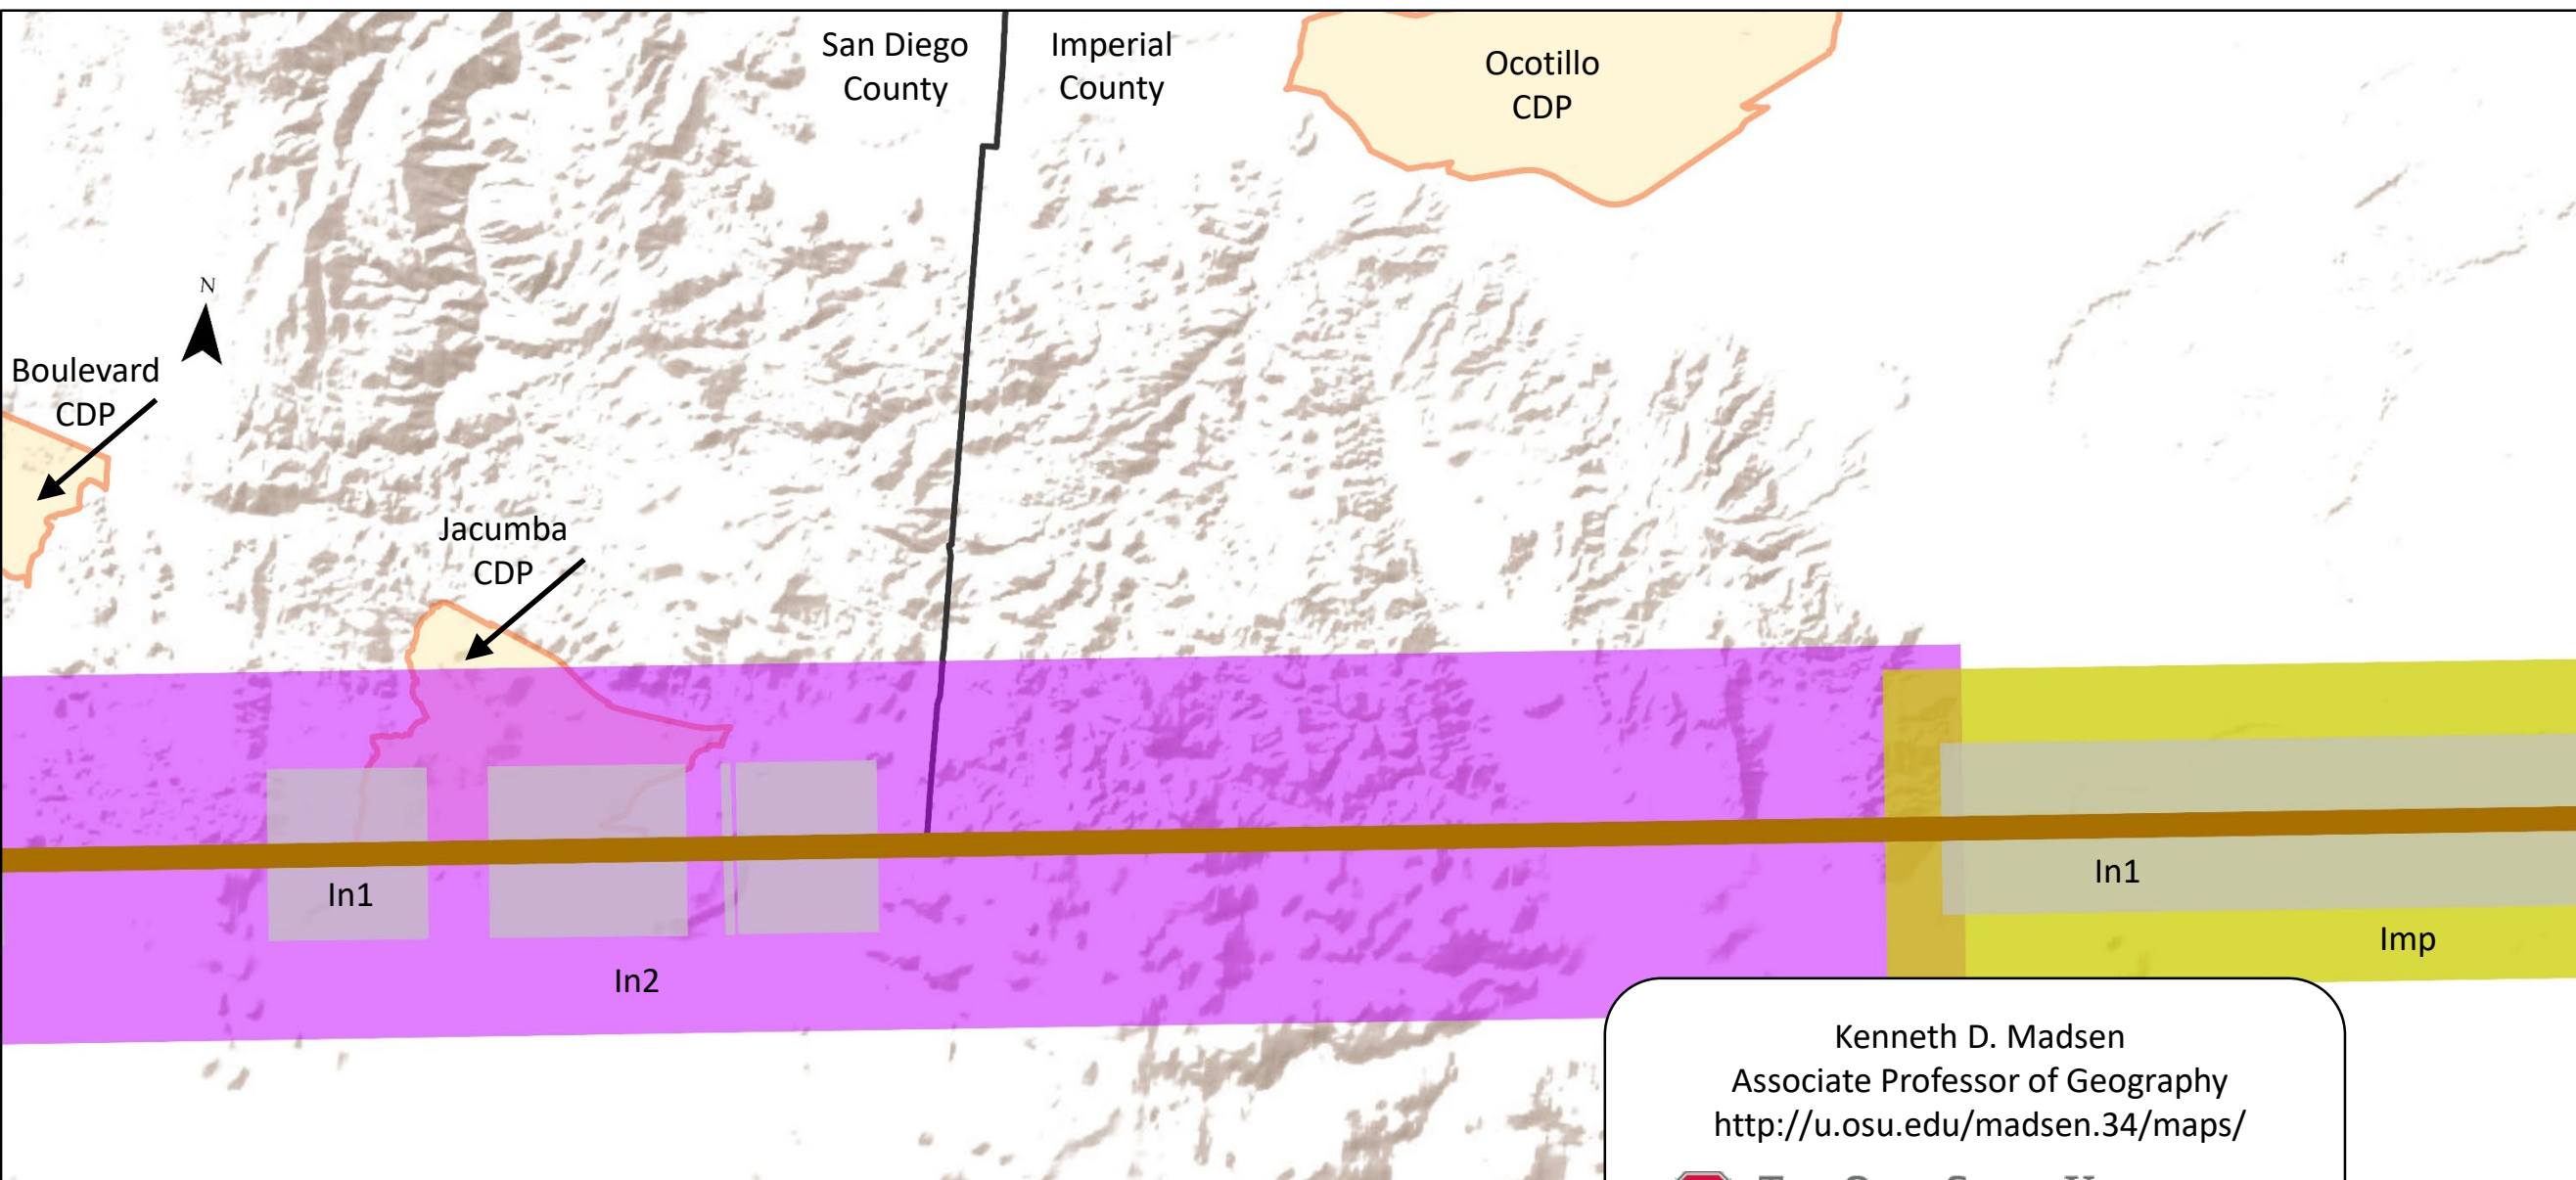 San Diego
County
Imperial
County
Ocotillo
CDP
N
Boulevard
CDP
Jacumba
CDP
In1
In1
Imp
In2
Kenneth D. Madsen
Associate Professor of Geography
http://u.osu.edu/madsen.34/maps/